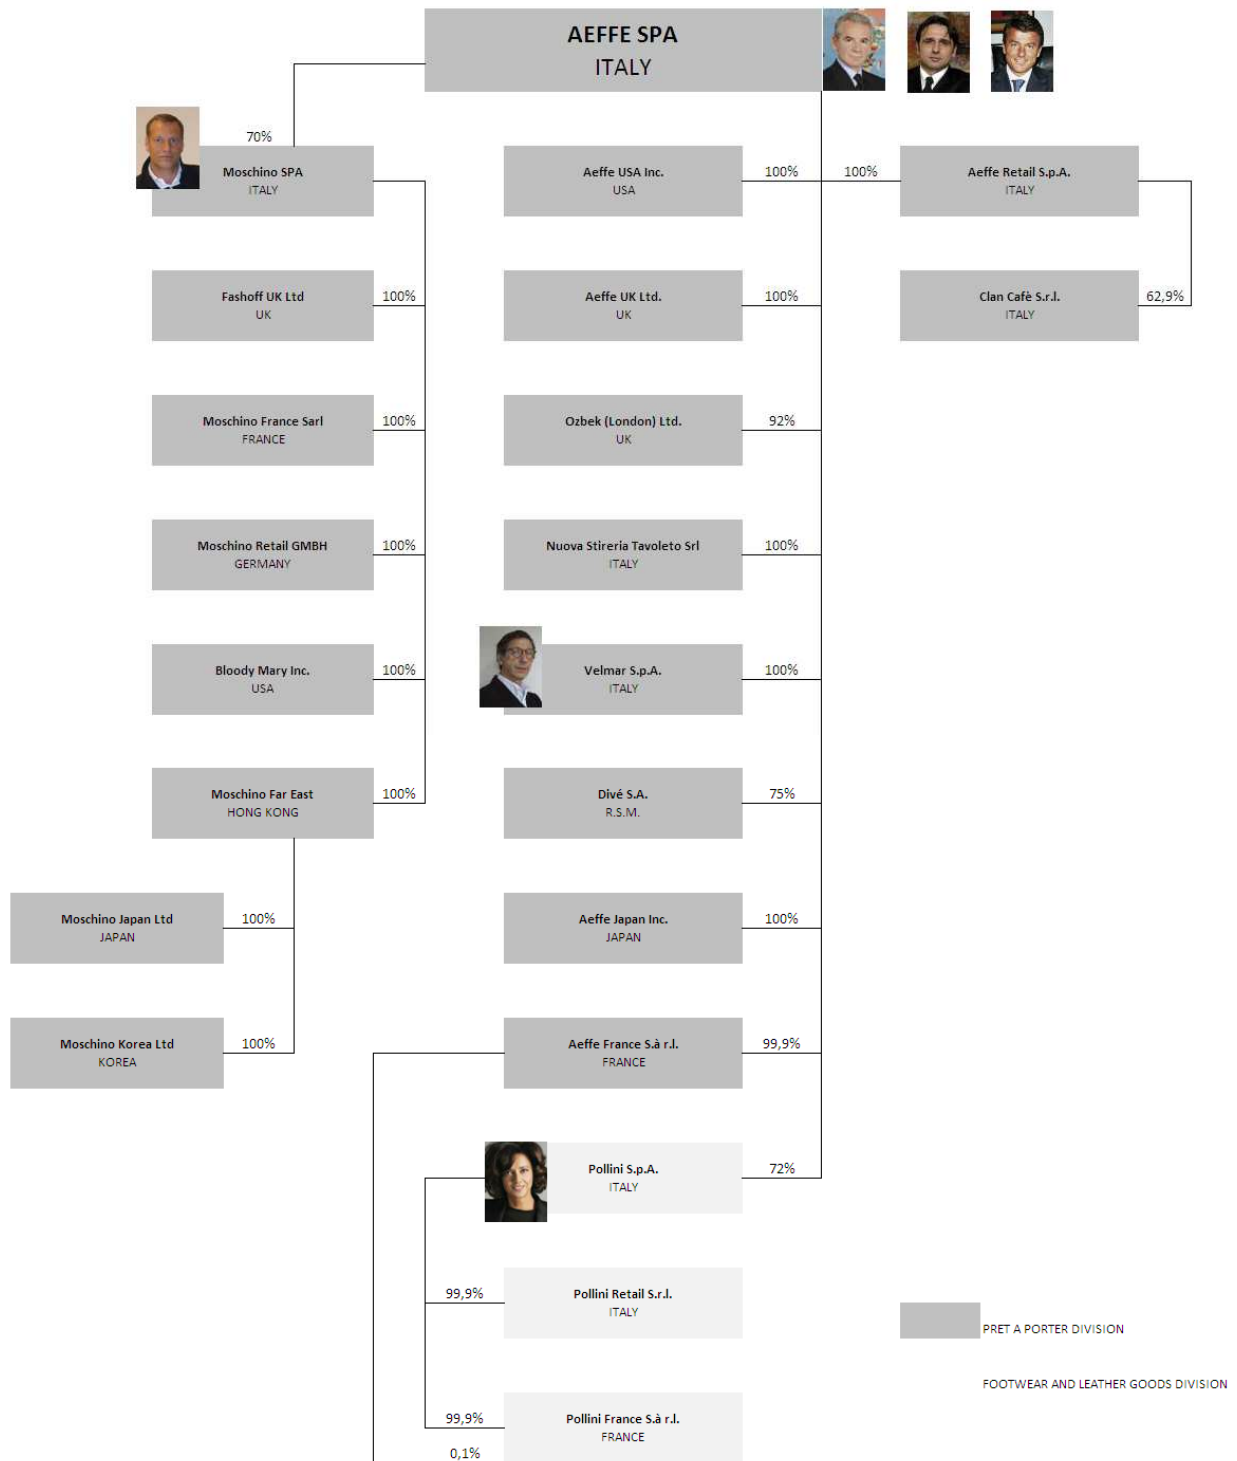 AEFFE SPA
ITALY
70%
Moschino SPA
ITALY
Aeffe USA Inc.
USA
100%
100%
Aeffe Retail S.p.A.
ITALY
Fashoff UK Ltd
UK
100%
Aeffe UK Ltd.
UK
100%
Clan Cafè S.r.l.
ITALY
62,9%
Moschino France Sarl
FRANCE
100%
Ozbek (London) Ltd.
UK
92%
Moschino Retail GMBH
GERMANY
100%
Nuova Stireria Tavoleto Srl
ITALY
100%
Bloody Mary Inc.
USA
100%
Velmar S.p.A.
ITALY
100%
Moschino Far East
HONG KONG
100%
Divé S.A.
R.S.M.
75%
Moschino Japan Ltd
JAPAN
100%
Aeffe Japan Inc.
JAPAN
100%
Moschino Korea Ltd
KOREA
100%
Aeffe France S.à r.l.
FRANCE
99,9%
Pollini S.p.A.
ITALY
72%
99,9%
Pollini Retail S.r.l.
ITALY
PRET A PORTER DIVISION
FOOTWEAR AND LEATHER GOODS DIVISION
99,9%
Pollini France S.à r.l.
FRANCE
0,1%